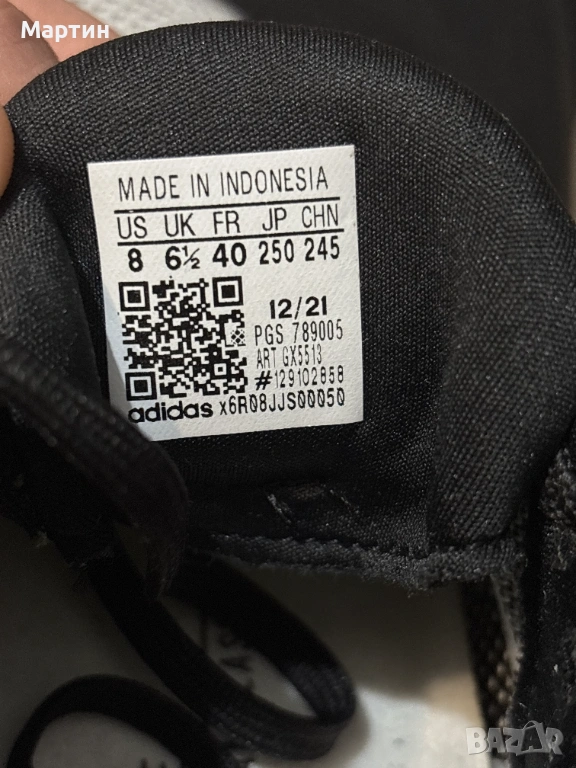 Мартин
MADE IN INDONESIA
US UK FR JP CHN
8 6½ 40 250 245
12/21
PGS 789005
ART GX5513
#129102858
adidas x6R08JJS00050
BAZAR